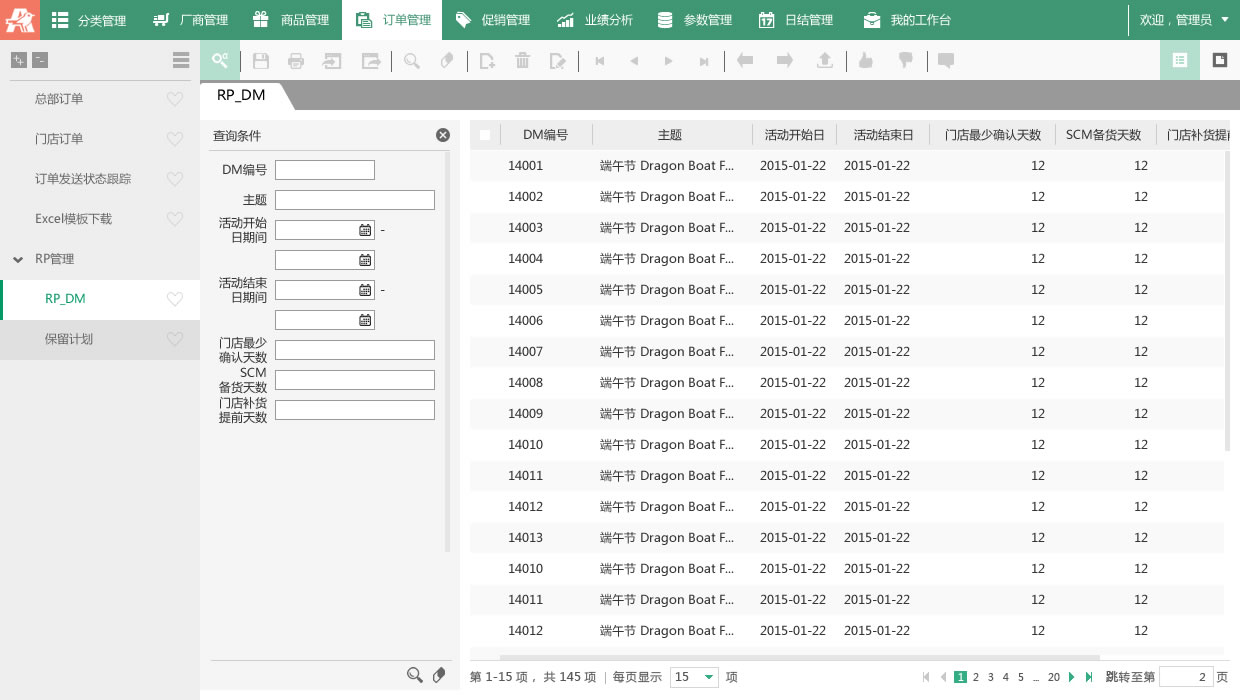 分类管理 厂商管理 商品管理 订单管理 促销管理 业绩分析 参数管理 日结管理 我的工作台 欢迎，管理员
总部订单
门店订单
订单发送状态跟踪
Excel模板下载
RP管理
RP_DM
保留计划
RP_DM
查询条件
DM编号
主题
活动开始
日期间
-
活动结束
日期间
-
门店最少
确认天数
SCM
备货天数
门店补货
提前天数
DM编号 主题 活动开始日 活动结束日 门店最少确认天数 SCM备货天数 门店补货提
14001 端午节 Dragon Boat F... 2015-01-22 2015-01-22 12 12
14002 端午节 Dragon Boat F... 2015-01-22 2015-01-22 12 12
14003 端午节 Dragon Boat F... 2015-01-22 2015-01-22 12 12
14004 端午节 Dragon Boat F... 2015-01-22 2015-01-22 12 12
14005 端午节 Dragon Boat F... 2015-01-22 2015-01-22 12 12
14006 端午节 Dragon Boat F... 2015-01-22 2015-01-22 12 12
14007 端午节 Dragon Boat F... 2015-01-22 2015-01-22 12 12
14008 端午节 Dragon Boat F... 2015-01-22 2015-01-22 12 12
14009 端午节 Dragon Boat F... 2015-01-22 2015-01-22 12 12
14010 端午节 Dragon Boat F... 2015-01-22 2015-01-22 12 12
14011 端午节 Dragon Boat F... 2015-01-22 2015-01-22 12 12
14012 端午节 Dragon Boat F... 2015-01-22 2015-01-22 12 12
14013 端午节 Dragon Boat F... 2015-01-22 2015-01-22 12 12
14010 端午节 Dragon Boat F... 2015-01-22 2015-01-22 12 12
14011 端午节 Dragon Boat F... 2015-01-22 2015-01-22 12 12
14012 端午节 Dragon Boat F... 2015-01-22 2015-01-22 12 12
第 1-15 项 ，共 145 项 | 每页显示 15 项 1 2 3 4 5 ... 20 跳转至第 2 页